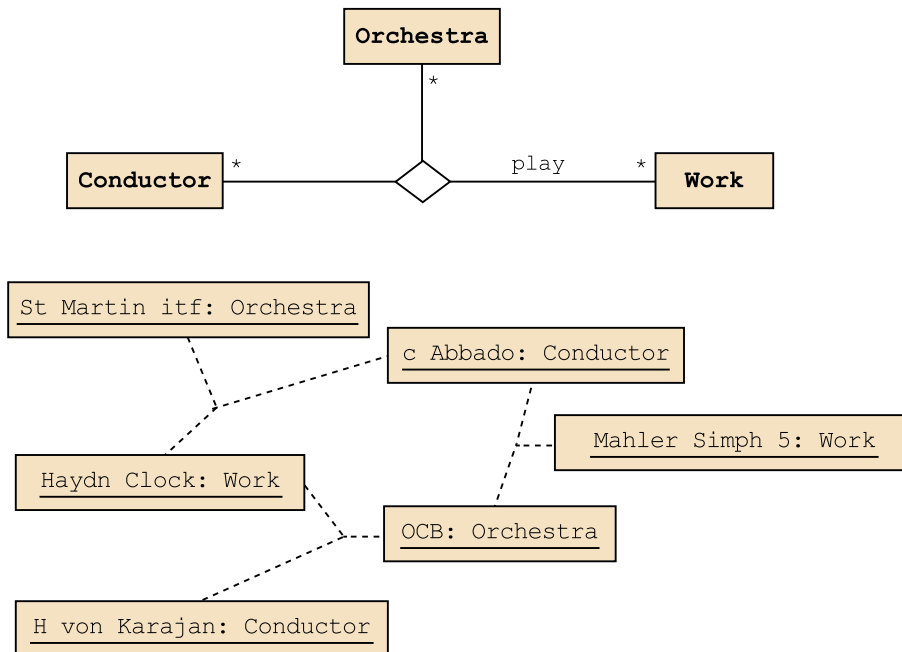 Orchestra
*
Conductor * play * Work
St Martin itf: Orchestra
c Abbado: Conductor
Mahler Simph 5: Work
Haydn Clock: Work
OCB: Orchestra
H von Karajan: Conductor